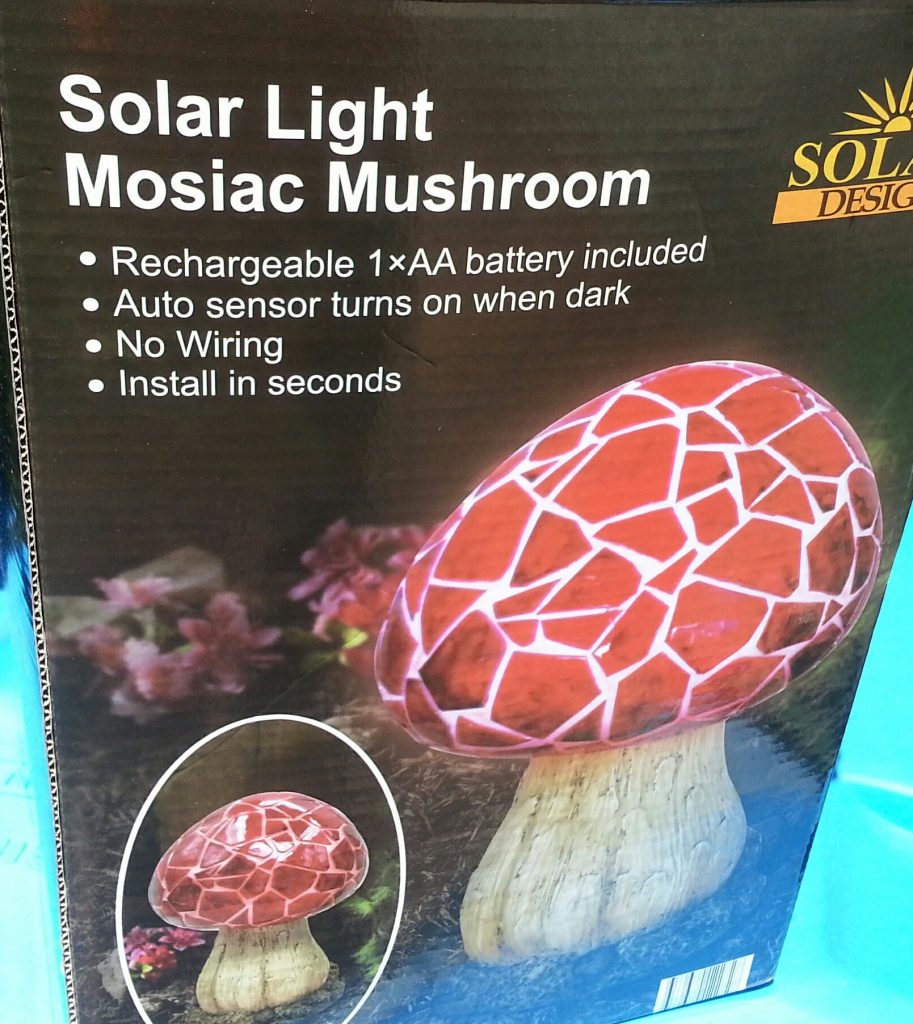 Solar Light
Mosiac Mushroom
• Rechargeable 1×AA battery included
• Auto sensor turns on when dark
• No Wiring
• Install in seconds